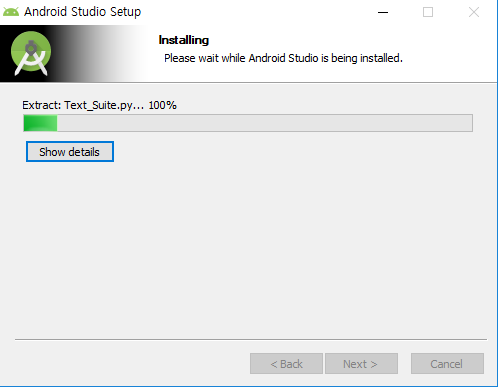 Android Studio Setup
Installing
Please wait while Android Studio is being installed.
Extract: Text_Suite.py... 100%
Show details
< Back
Next >
Cancel